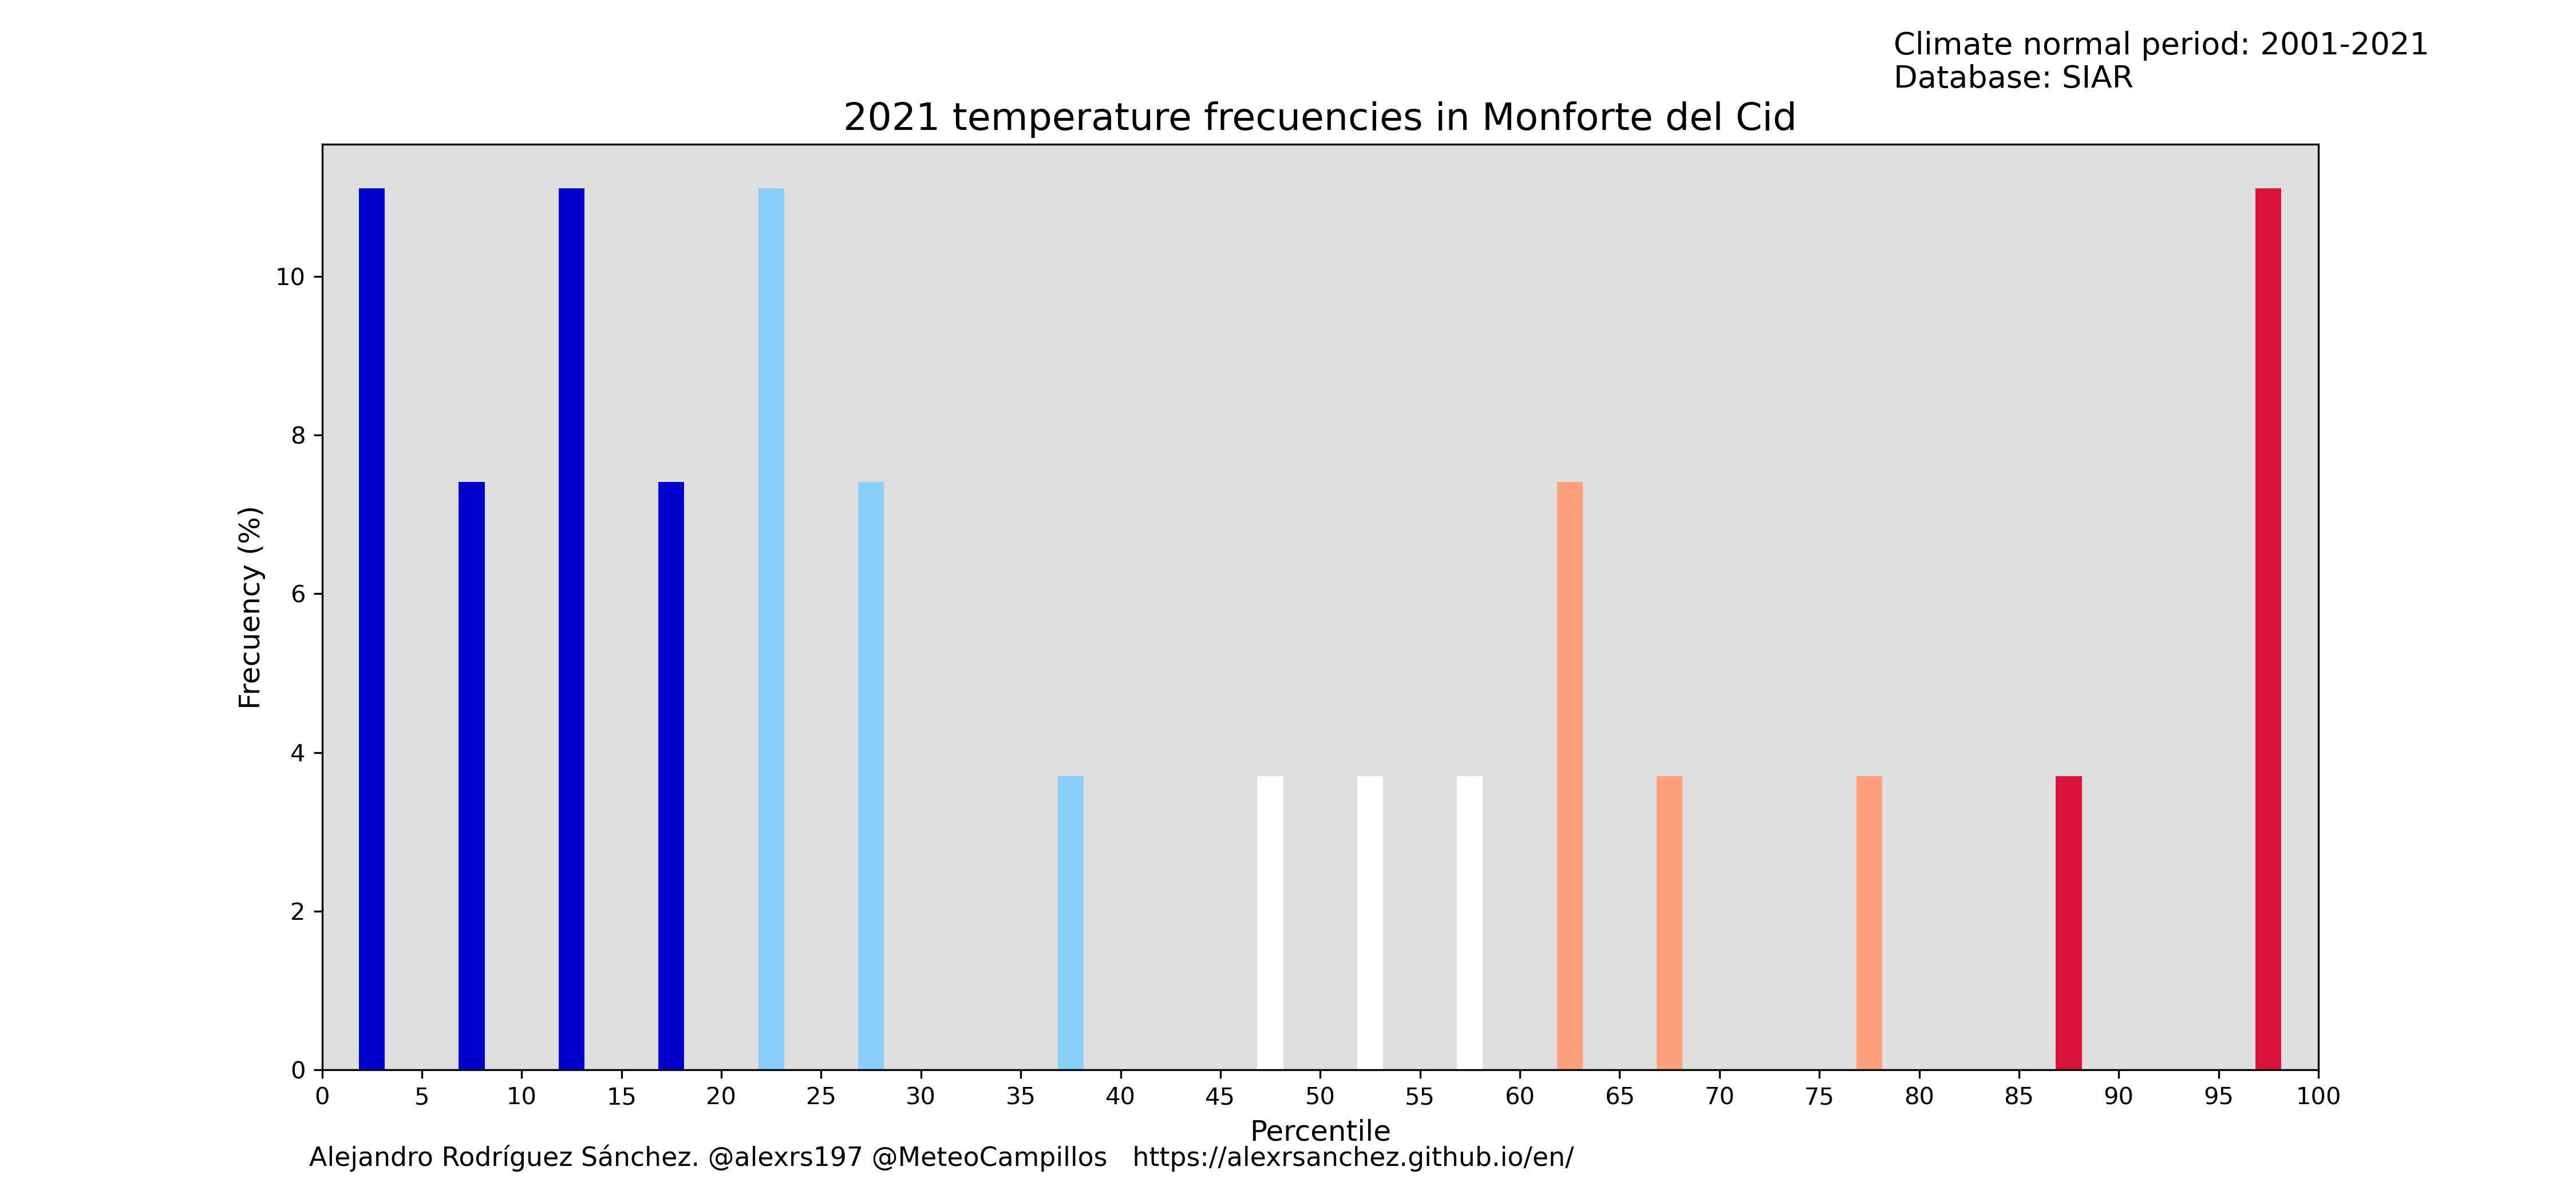 Climate normal period: 2001-2021
Database: SIAR
2021 temperature frecuencies in Monforte del Cid
Frecuency (%)
10
8
6
4
2
0
0 5 10 15 20 25 30 35 40 45 50 55 60 65 70 75 80 85 90 95 100
Percentile
Alejandro Rodríguez Sánchez. @alexrs197 @MeteoCampillos https://alexrsanchez.github.io/en/